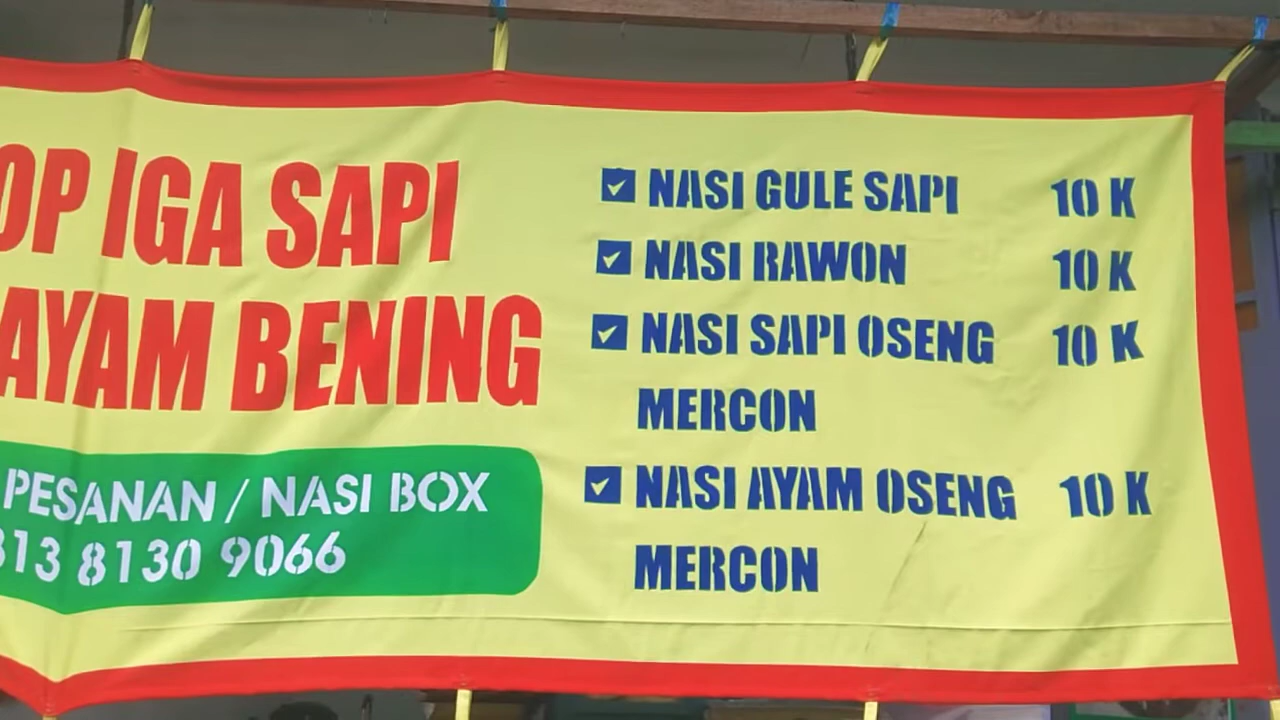 OP IGA SAPI
AYAM BENING
PESANAN / NASI BOX
813 8130 9066
NASI GULE SAPI 10 K
NASI RAWON 10 K
NASI SAPI OSENG 10 K
MERCON
NASI AYAM OSENG 10 K
MERCON